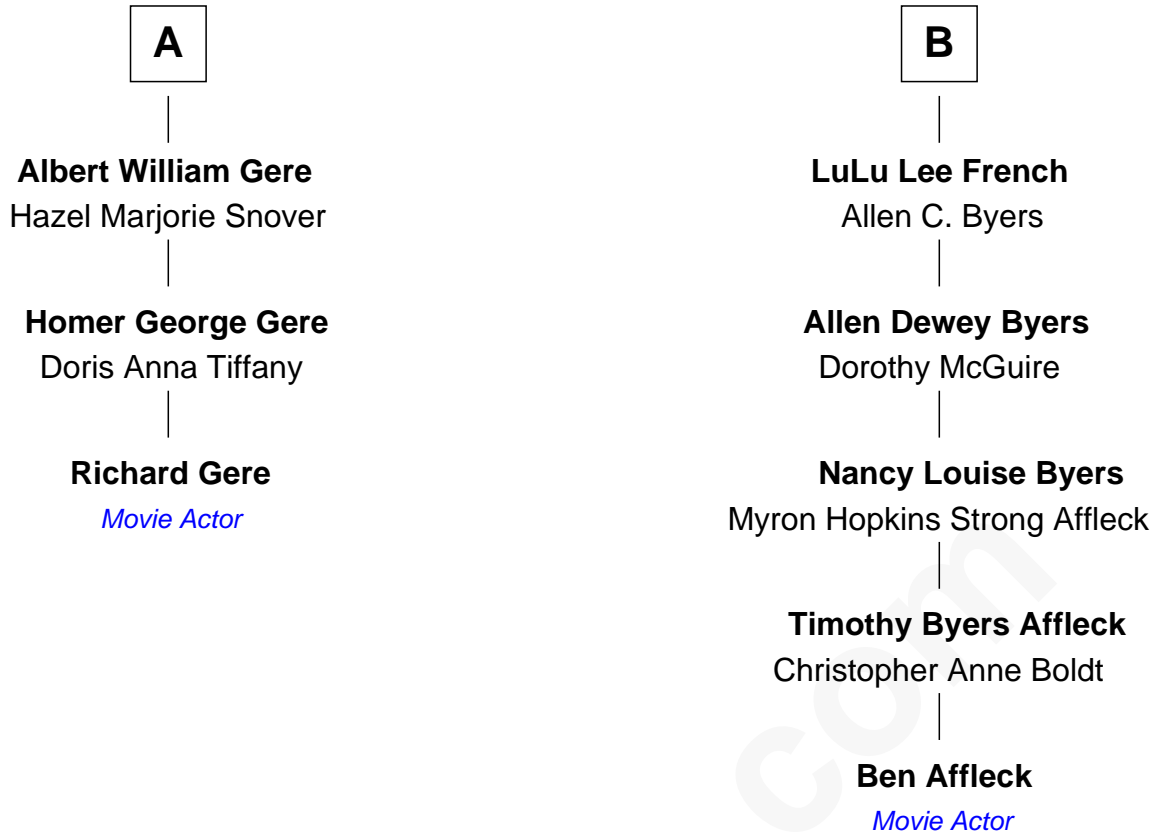 A
Albert William Gere
Hazel Marjorie Snover
Homer George Gere
Doris Anna Tiffany
Richard Gere
Movie Actor
B
LuLu Lee French
Allen C. Byers
Allen Dewey Byers
Dorothy McGuire
Nancy Louise Byers
Myron Hopkins Strong Affleck
Timothy Byers Affleck
Christopher Anne Boldt
Ben Affleck
Movie Actor
com